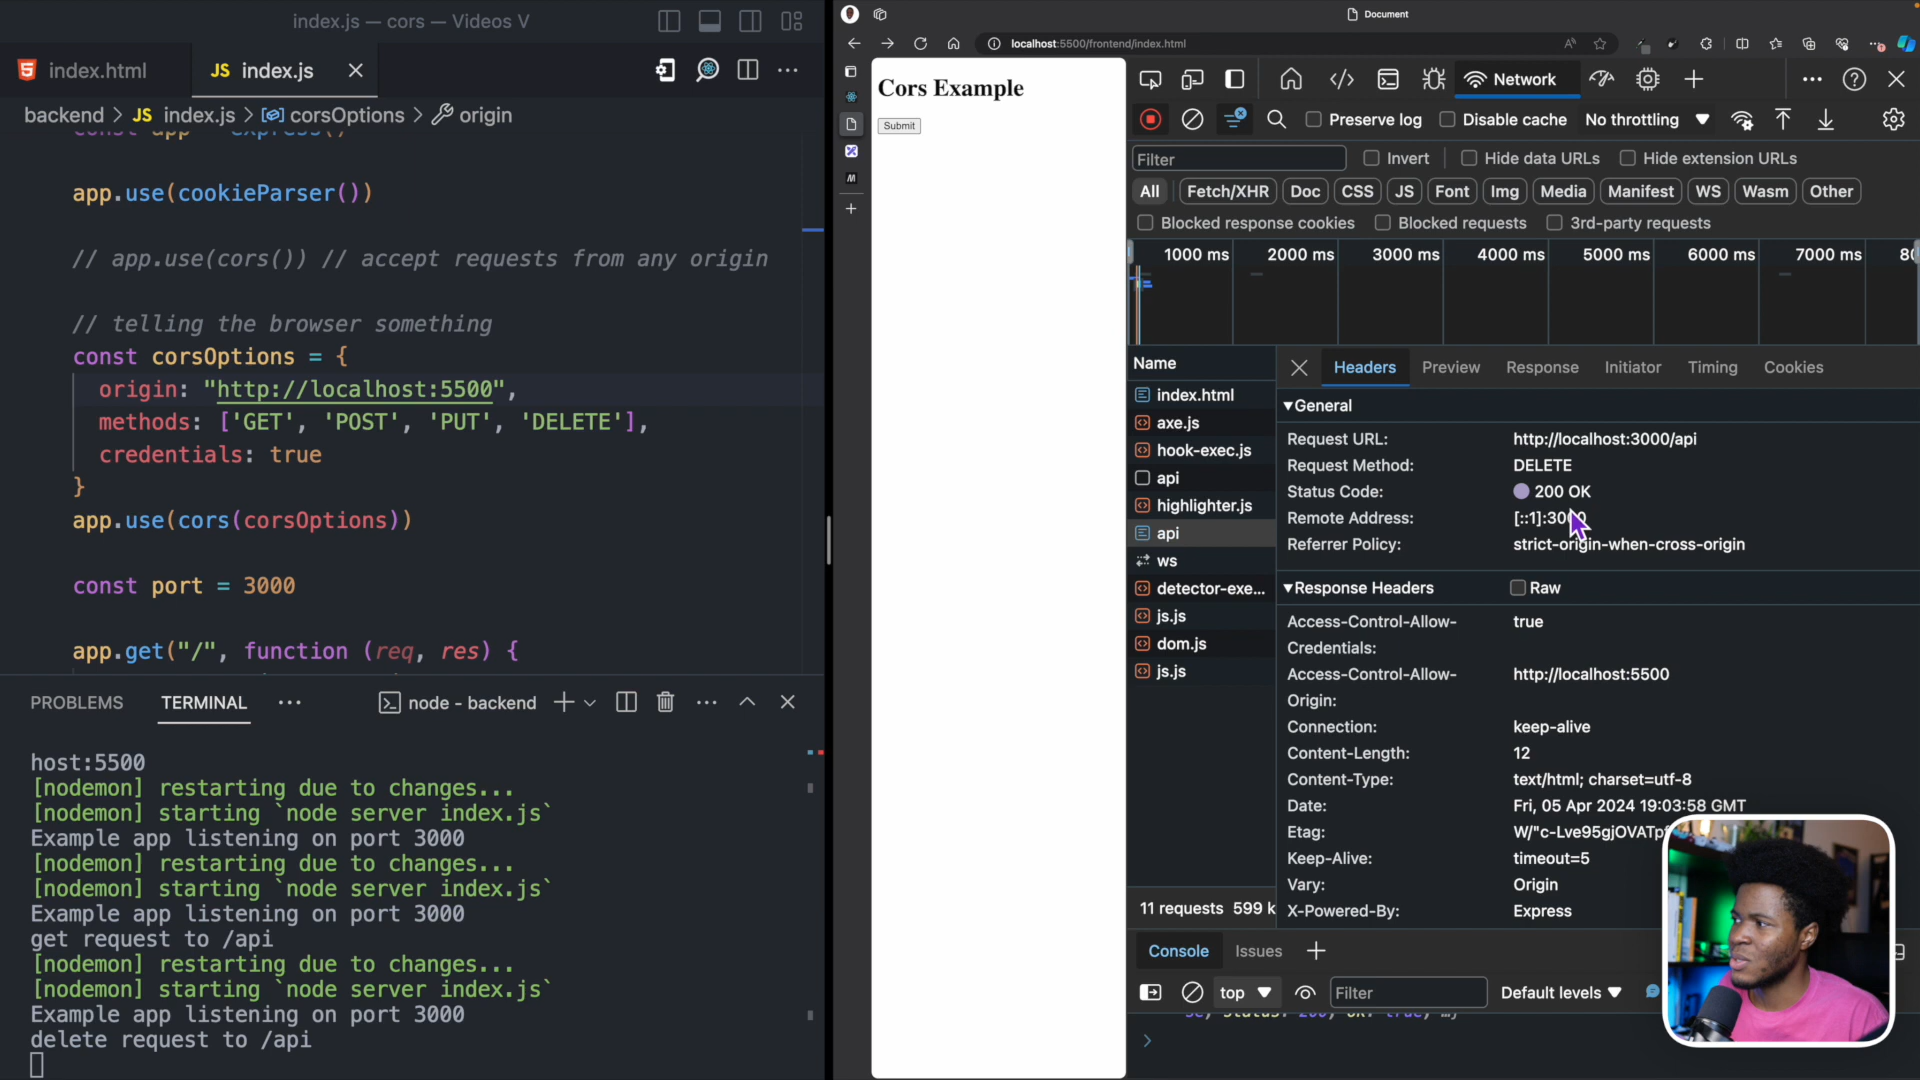 index.js — cors — Videos V
index.html
JS index.js
backend > JS index.js > corsOptions > origin
const app = express()
app.use(cookieParser())
// app.use(cors()) // accept requests from any origin
// telling the browser something
const corsOptions = {
origin: "http://localhost:5500",
methods: ['GET', 'POST', 'PUT', 'DELETE'],
credentials: true
}
app.use(cors(corsOptions))
const port = 3000
app.get("/", function (req, res) {
PROBLEMS TERMINAL node - backend
host:5500
[nodemon] restarting due to changes...
[nodemon] starting `node server index.js`
Example app listening on port 3000
[nodemon] restarting due to changes...
[nodemon] starting `node server index.js`
Example app listening on port 3000
get request to /api
[nodemon] restarting due to changes...
[nodemon] starting `node server index.js`
Example app listening on port 3000
delete request to /api
Document
localhost:5500/frontend/index.html
Cors Example
Submit
Network
Preserve log Disable cache No throttling
Filter Invert Hide data URLs Hide extension URLs
All Fetch/XHR Doc CSS JS Font Img Media Manifest WS Wasm Other
Blocked response cookies Blocked requests 3rd-party requests
1000 ms 2000 ms 3000 ms 4000 ms 5000 ms 6000 ms 7000 ms
Name
index.html
axe.js
hook-exec.js
api
highlighter.js
api
ws
detector-exe...
js.js
dom.js
js.js
11 requests 599 k
Headers Preview Response Initiator Timing Cookies
General
Request URL: http://localhost:3000/api
Request Method: DELETE
Status Code: 200 OK
Remote Address: [::1]:3000
Referrer Policy: strict-origin-when-cross-origin
Response Headers Raw
Access-Control-Allow-Credentials: true
Access-Control-Allow-Origin: http://localhost:5500
Connection: keep-alive
Content-Length: 12
Content-Type: text/html; charset=utf-8
Date: Fri, 05 Apr 2024 19:03:58 GMT
Etag: W/"c-Lve95gjOVATp
Keep-Alive: timeout=5
Vary: Origin
X-Powered-By: Express
Console Issues
top Filter Default levels